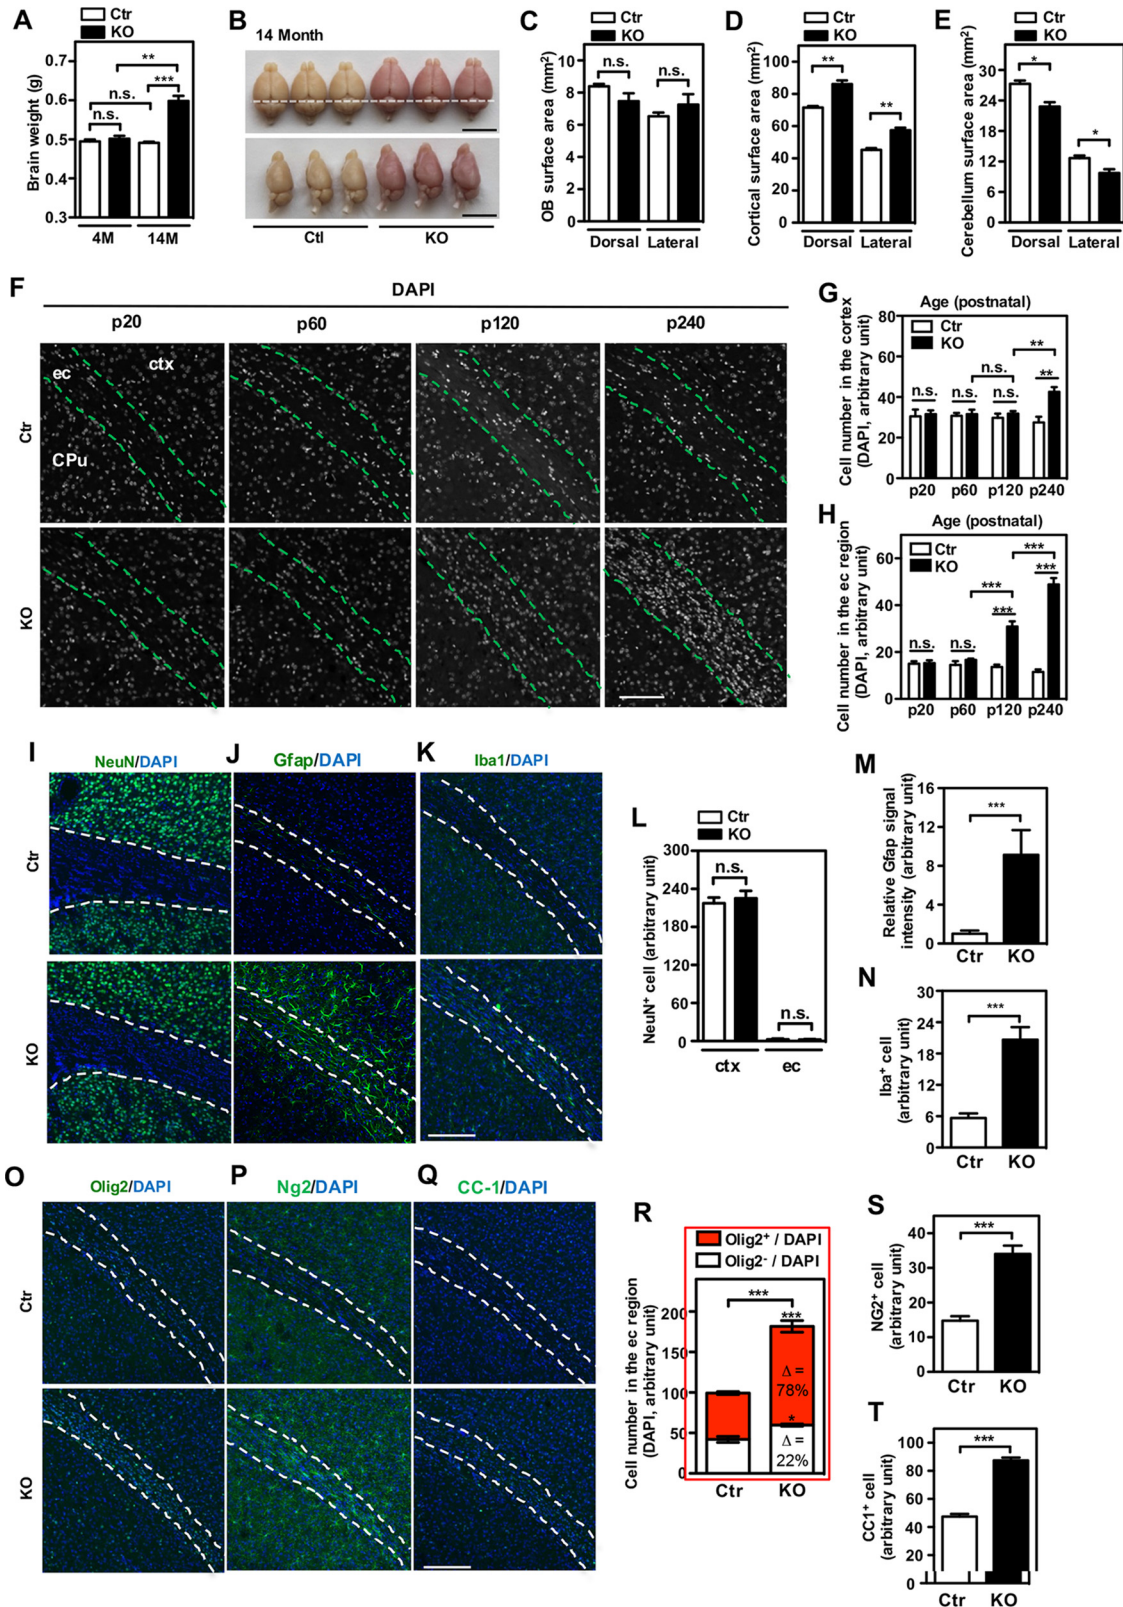 A
Ctr
KO
Brain weight (g)
0.7
0.6
0.5
0.4
0.3
**
***
n.s.
n.s.
4M 14M
B
14 Month
Ctl KO
C
Ctr
KO
OB surface area (mm2)
10
8
6
4
2
0
n.s. n.s.
Dorsal Lateral
D
Ctr
KO
Cortical surface area (mm2)
100
80
60
40
20
0
**
**
Dorsal Lateral
E
Ctr
KO
Cerebellum surface area (mm2)
30
24
18
12
6
0
*
*
Dorsal Lateral
F
DAPI
p20 p60 p120 p240
Ctr
ec ctx
CPu
KO
G
Age (postnatal)
Cell number in the cortex
(DAPI, arbitrary unit)
80
60
40
20
0
Ctr
KO
**
n.s. **
n.s. n.s. n.s.
p20 p60 p120 p240
H
Age (postnatal)
Cell number in the ec region
(DAPI, arbitrary unit)
60
40
20
0
Ctr
KO
***
***
***
***
n.s. n.s.
p20 p60 p120 p240
I
NeuN/DAPI
J
Gfap/DAPI
K
Iba1/DAPI
Ctr
KO
L
Ctr
KO
NeuN+ cell (arbitrary unit)
300
240
180
120
60
0
n.s.
n.s.
ctx ec
M
Relative Gfap signal
intensity (arbitrary unit)
16
12
8
4
0
***
Ctr KO
N
Iba+ cell
(arbitrary unit)
30
24
18
12
6
0
***
Ctr KO
O
Olig2/DAPI
P
Ng2/DAPI
Q
CC-1/DAPI
Ctr
KO
R
Olig2+ / DAPI
Olig2- / DAPI
Cell number in the ec region
(DAPI, arbitrary unit)
200
150
100
50
0
***
***
Δ =
78%
*
Δ =
22%
Ctr KO
S
NG2+ cell
(arbitrary unit)
40
30
20
10
0
***
Ctr KO
T
CC1+ cell
(arbitrary unit)
100
80
60
40
20
0
***
Ctr KO